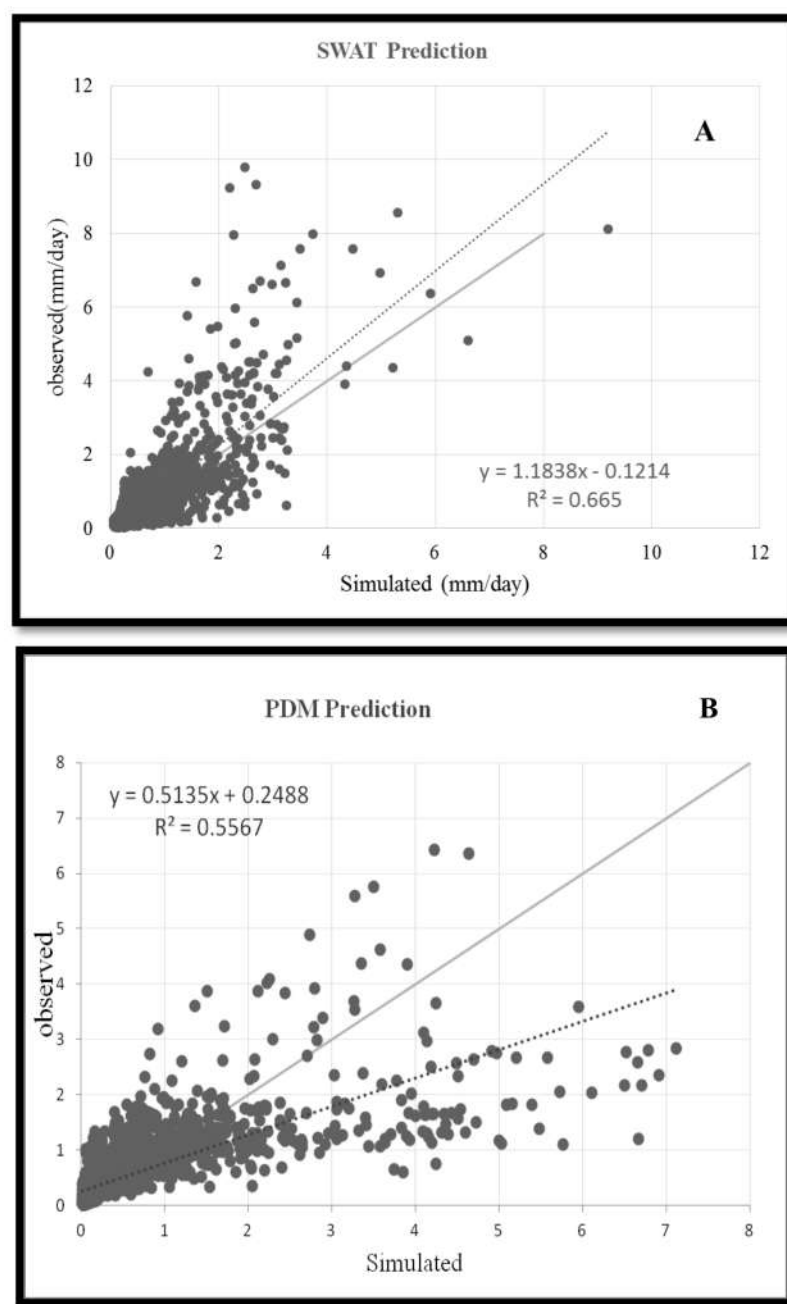 SWAT Prediction
A
12
10
8
6
4
2
0
observed(mm/day)
y = 1.1838x - 0.1214
R² = 0.665
0 2 4 6 8 10 12
Simulated (mm/day)
PDM Prediction
B
8
7
6
5
4
3
2
1
0
observed
y = 0.5135x + 0.2488
R² = 0.5567
0 1 2 3 4 5 6 7 8
Simulated